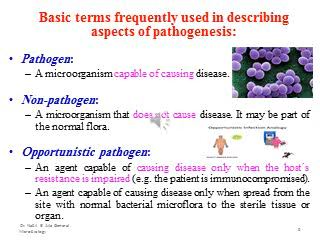 Basic terms frequently used in describing
aspects of pathogenesis:
• Pathogen:
– A microorganism capable of causing disease.
• Non-pathogen:
– A microorganism that does not cause disease. It may be part of
the normal flora.
Opportunistic Infection Analogy
• Opportunistic pathogen:
– An agent capable of causing disease only when the host's
resistance is impaired (e.g. the patient is immunocompromised).
– An agent capable of causing disease only when spread from the
site with normal bacterial microflora to the sterile tissue or
organ.